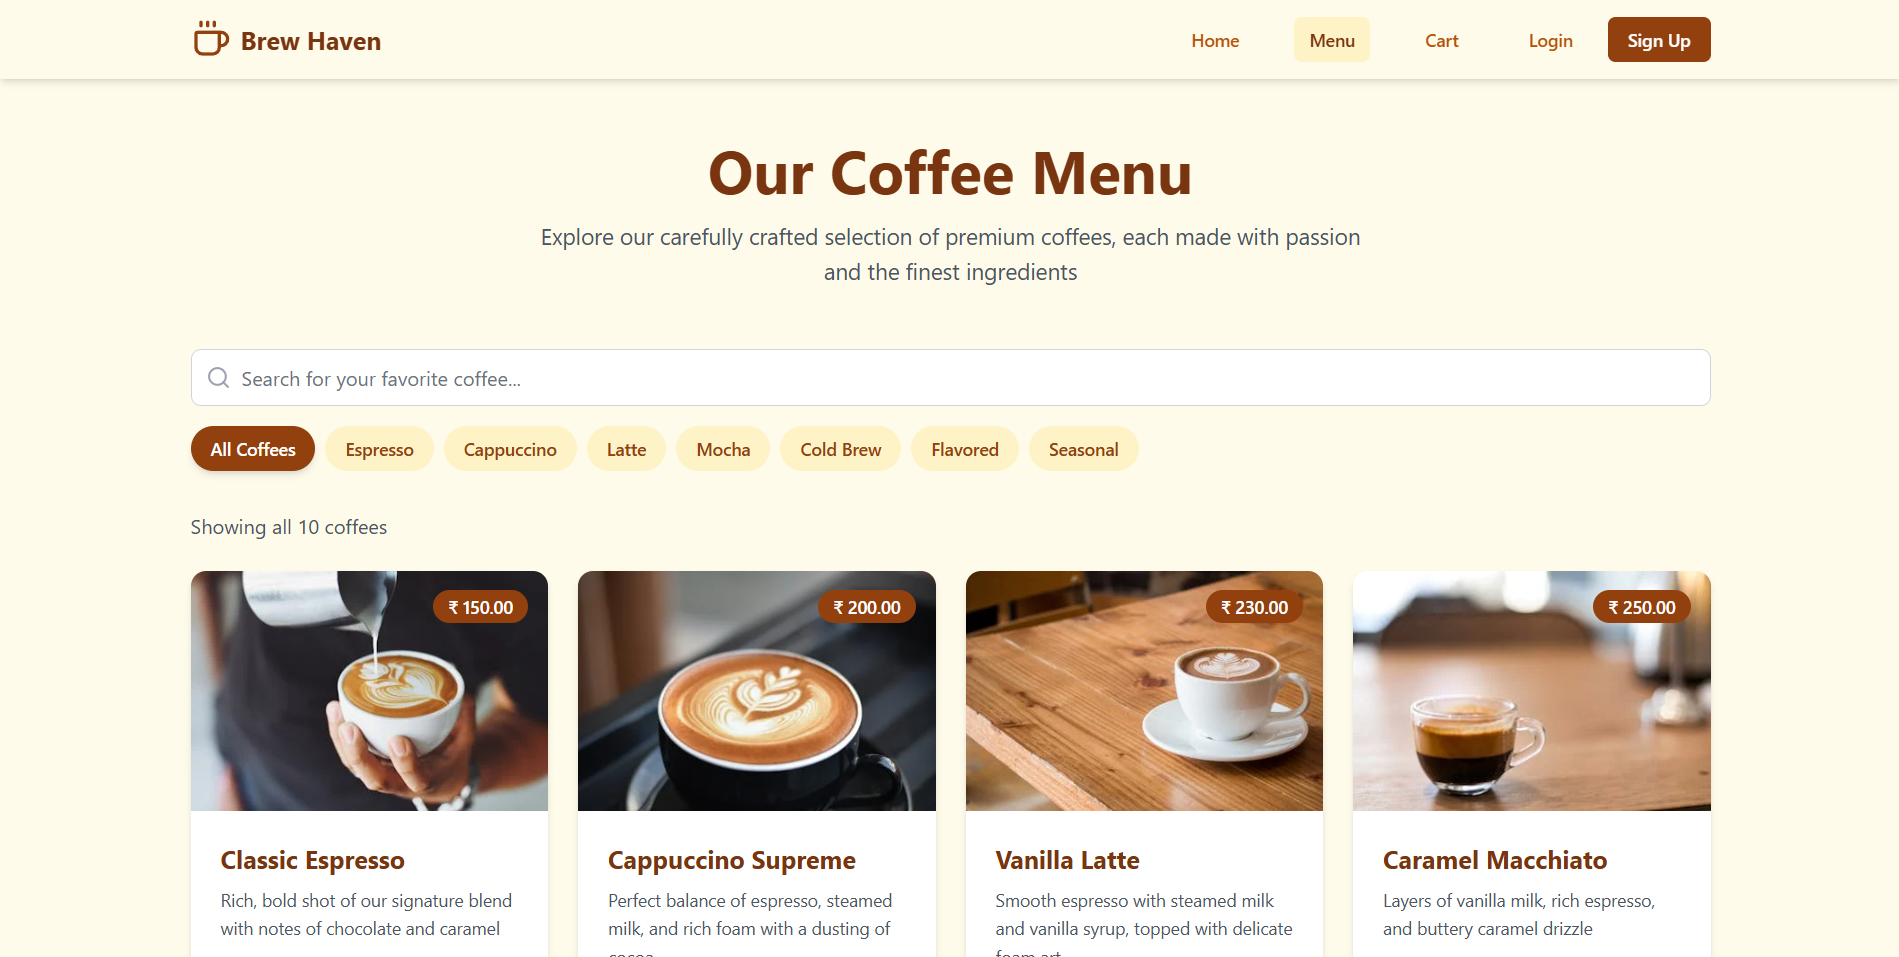 Brew Haven
Home
Menu
Cart
Login
Sign Up
Our Coffee Menu
Explore our carefully crafted selection of premium coffees, each made with passion
and the finest ingredients
Search for your favorite coffee...
All Coffees
Espresso
Cappuccino
Latte
Mocha
Cold Brew
Flavored
Seasonal
Showing all 10 coffees
₹ 150.00
₹ 200.00
₹ 230.00
₹ 250.00
Classic Espresso
Rich, bold shot of our signature blend
with notes of chocolate and caramel
Cappuccino Supreme
Perfect balance of espresso, steamed
milk, and rich foam with a dusting of
cocoa
Vanilla Latte
Smooth espresso with steamed milk
and vanilla syrup, topped with delicate
foam art
Caramel Macchiato
Layers of vanilla milk, rich espresso,
and buttery caramel drizzle